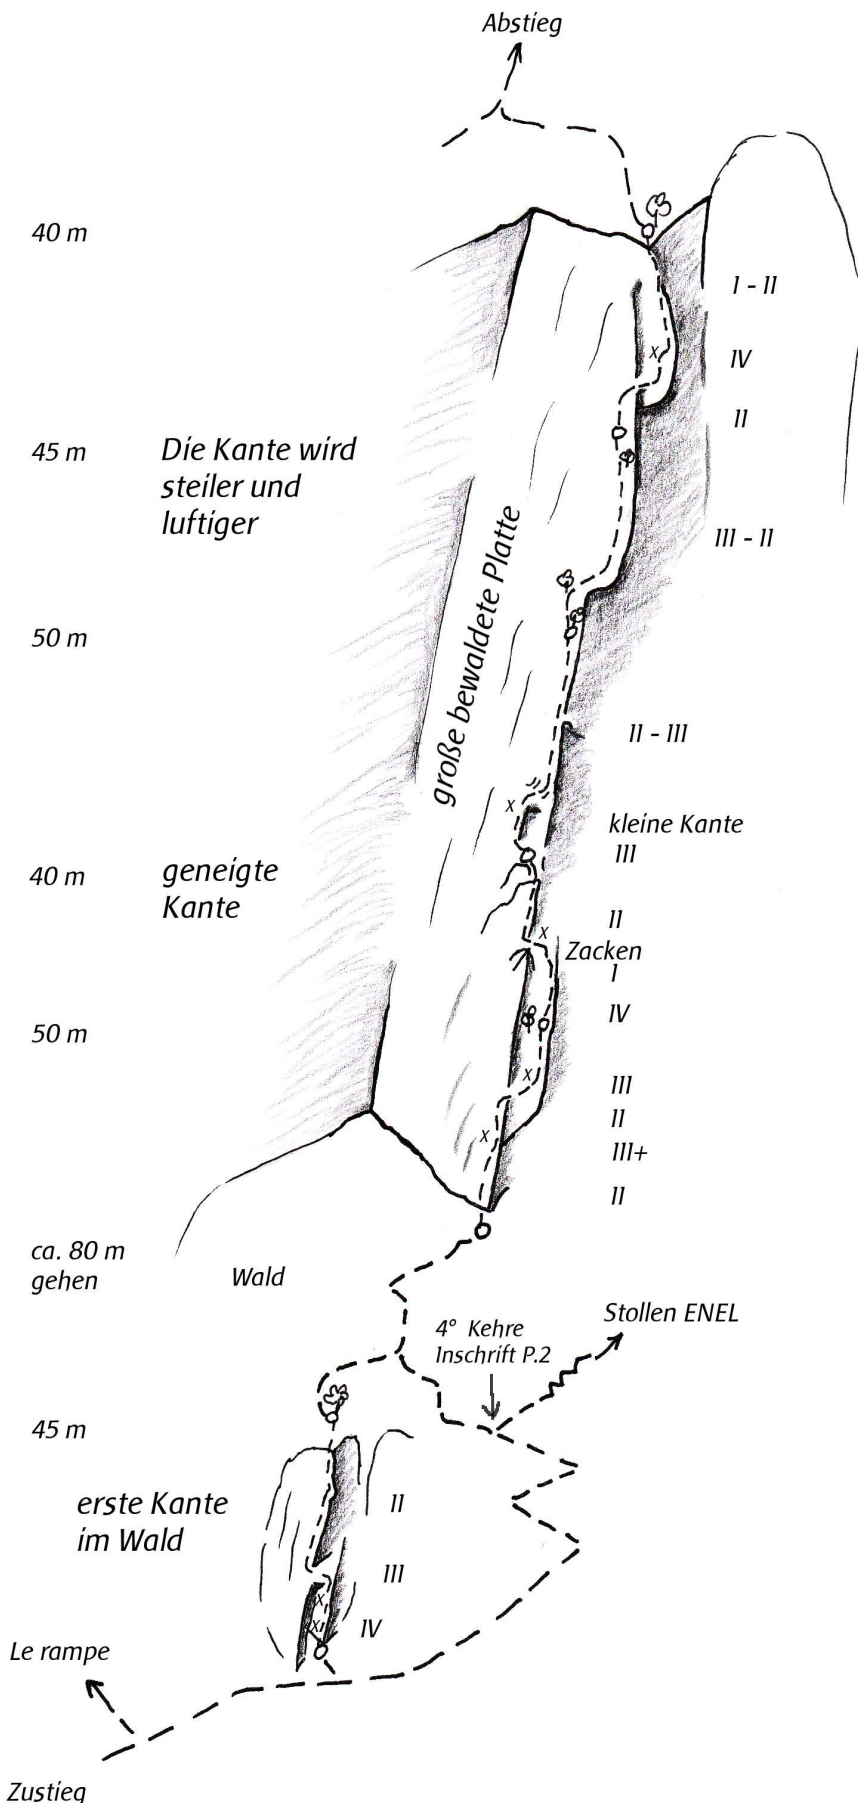 Abstieg
40 m
I - II
IV
II
45 m
Die Kante wird
steiler und
luftiger
große bewaldete Platte
III - II
50 m
II - III
kleine Kante
III
40 m
geneigte
Kante
II
Zacken
I
IV
50 m
III
II
III+
II
ca. 80 m
gehen
Wald
Stollen ENEL
4° Kehre
Inschrift P.2
45 m
erste Kante
im Wald
II
III
IV
Le rampe
Zustieg